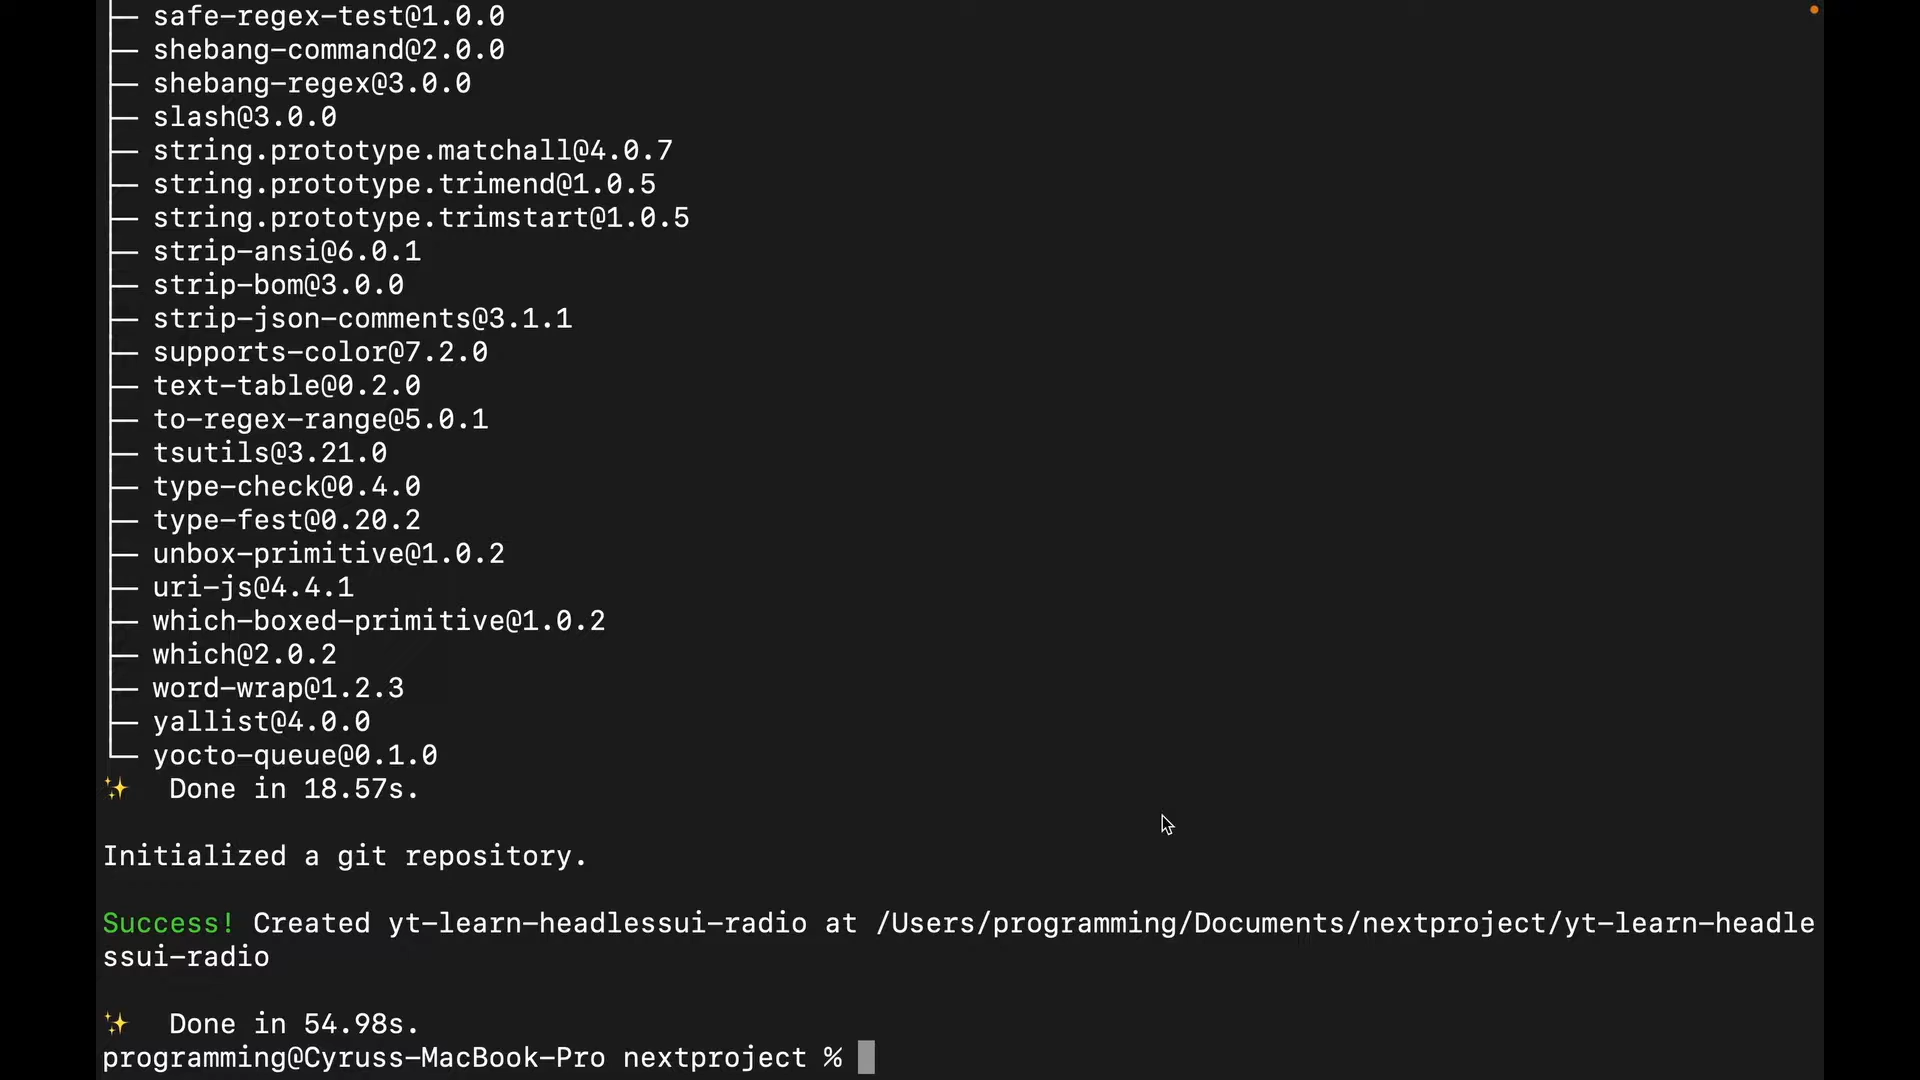 ├─ safe-regex-test@1.0.0
├─ shebang-command@2.0.0
├─ shebang-regex@3.0.0
├─ slash@3.0.0
├─ string.prototype.matchall@4.0.7
├─ string.prototype.trimend@1.0.5
├─ string.prototype.trimstart@1.0.5
├─ strip-ansi@6.0.1
├─ strip-bom@3.0.0
├─ strip-json-comments@3.1.1
├─ supports-color@7.2.0
├─ text-table@0.2.0
├─ to-regex-range@5.0.1
├─ tsutils@3.21.0
├─ type-check@0.4.0
├─ type-fest@0.20.2
├─ unbox-primitive@1.0.2
├─ uri-js@4.4.1
├─ which-boxed-primitive@1.0.2
├─ which@2.0.2
├─ word-wrap@1.2.3
├─ yallist@4.0.0
└─ yocto-queue@0.1.0
✨  Done in 18.57s.
Initialized a git repository.
Success! Created yt-learn-headlessui-radio at /Users/programming/Documents/nextproject/yt-learn-headle
ssui-radio
✨  Done in 54.98s.
programming@Cyruss-MacBook-Pro nextproject %